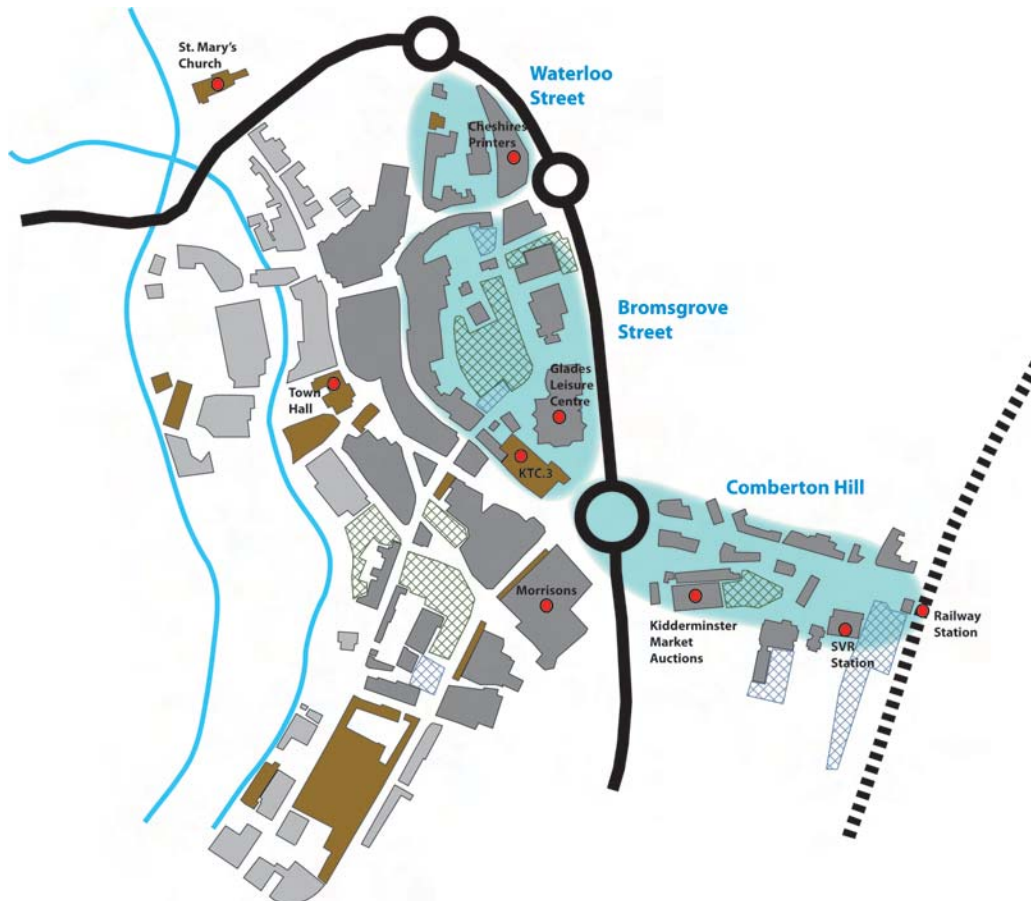 St. Mary's
Church
Waterloo
Street
Cheshires
Printers
Bromsgrove
Street
Glades
Leisure
Centre
Town
Hall
KTC.3
Comberton Hill
Morrisons
Kidderminster
Market
Auctions
SVR
Station
Railway
Station